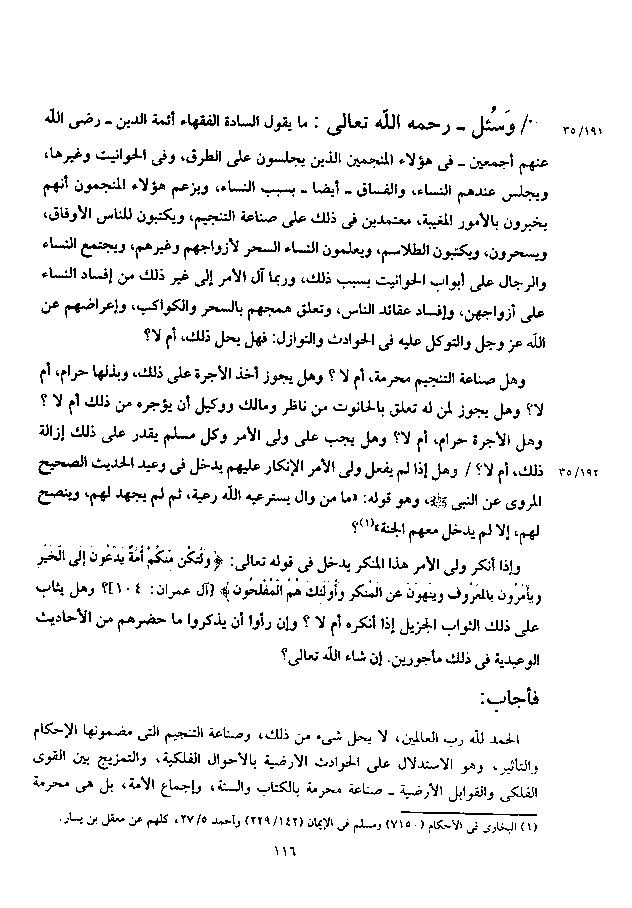 ٣٥/١٩١ / وَسُئل ـ رحمه الله تعالى : ما يقول السادة الفقهاء أئمة الدين ـ رضى الله
عنهم أجمعين ـ فى هؤلاء المنجمين الذين يجلسون على الطرق، وفى الحوانيت وغيرها،
ويجلس عندهم النساء، والفساق ـ أيضا ـ بسبب النساء، ويزعم هؤلاء المنجمون أنهم
يخبرون بالأمور المغيبة، معتمدين فى ذلك على صناعة التنجيم، ويكتبون للناس الأوفاق،
ويسحرون، ويكتبون الطلاسم، ويعلمون النساء السحر لأزواجهم وغيرهم، ويجتمع النساء
والرجال على أبواب الحوانيت بسبب ذلك، وربما آل الأمر إلى غير ذلك من إفساد النساء
على أزواجهن، وإفساد عقائد الناس، وتعلق هممهم بالسحر والكواكب، وإعراضهم عن
الله عز وجل والتوكل عليه فى الحوادث والنوازل: فهل يحل ذلك، أم لا؟
وهل صناعة التنجيم محرمة، أم لا ؟ وهل يجوز أخذ الأجرة على ذلك، وبذلها حرام، أم
لا؟ وهل يجوز لمن له تعلق بالحانوت من ناظر ومالك ووكيل أن يؤجره من ذلك أم لا ؟
وهل الأجرة حرام، أم لا؟ وهل يجب على ولى الأمر وكل مسلم يقدر على ذلك إزالة
٣٥/١٩٢ ذلك، أم لا؟ / وهل إذا لم يفعل ولى الأمر الإنكار عليهم يدخل فى وعيد الحديث الصحيح
المروى عن النبى ﷺ، وهو قوله: «ما من وال يسترعيه الله رعية، ثم لم يجهد لهم، وينصح
لهم، إلا لم يدخل معهم الجنة»(١)؟
وإذا أنكر ولى الأمر هذا المنكر يدخل فى قوله تعالى: ﴿وَلْتَكُن مِّنكُمْ أُمَّةٌ يَدْعُونَ إِلَى الْخَيْرِ
وَيَأْمُرُونَ بِالْمَعْرُوفِ وَيَنْهَوْنَ عَنِ الْمُنكَرِ وَأُولَئِكَ هُمُ الْمُفْلِحُونَ﴾ [آل عمران: ١٠٤]؟ وهل يثاب
على ذلك الثواب الجزيل إذا أنكره أم لا ؟ وإن رأوا أن يذكروا ما حضرهم من الأحاديث
الوعيدية فى ذلك مأجورين. إن شاء الله تعالى؟
فأجاب:
الحمد لله رب العالمين، لا يحل شىء من ذلك، وصناعة التنجيم التى مضمونها الإحكام
والتأثير، وهو الاستدلال على الحوادث الأرضية بالأحوال الفلكية، والتمزيج بين القوى
الفلكى والقوابل الأرضية ـ صناعة محرمة بالكتاب والسنة، وإجماع الأمة، بل هى محرمة
(١) البخارى فى الأحكام (٧١٥٠) ومسلم فى الإيمان (٢٢٩/١٤٢) وأحمد ٢٧/٥، كلهم عن معقل بن يسار.
١١٦